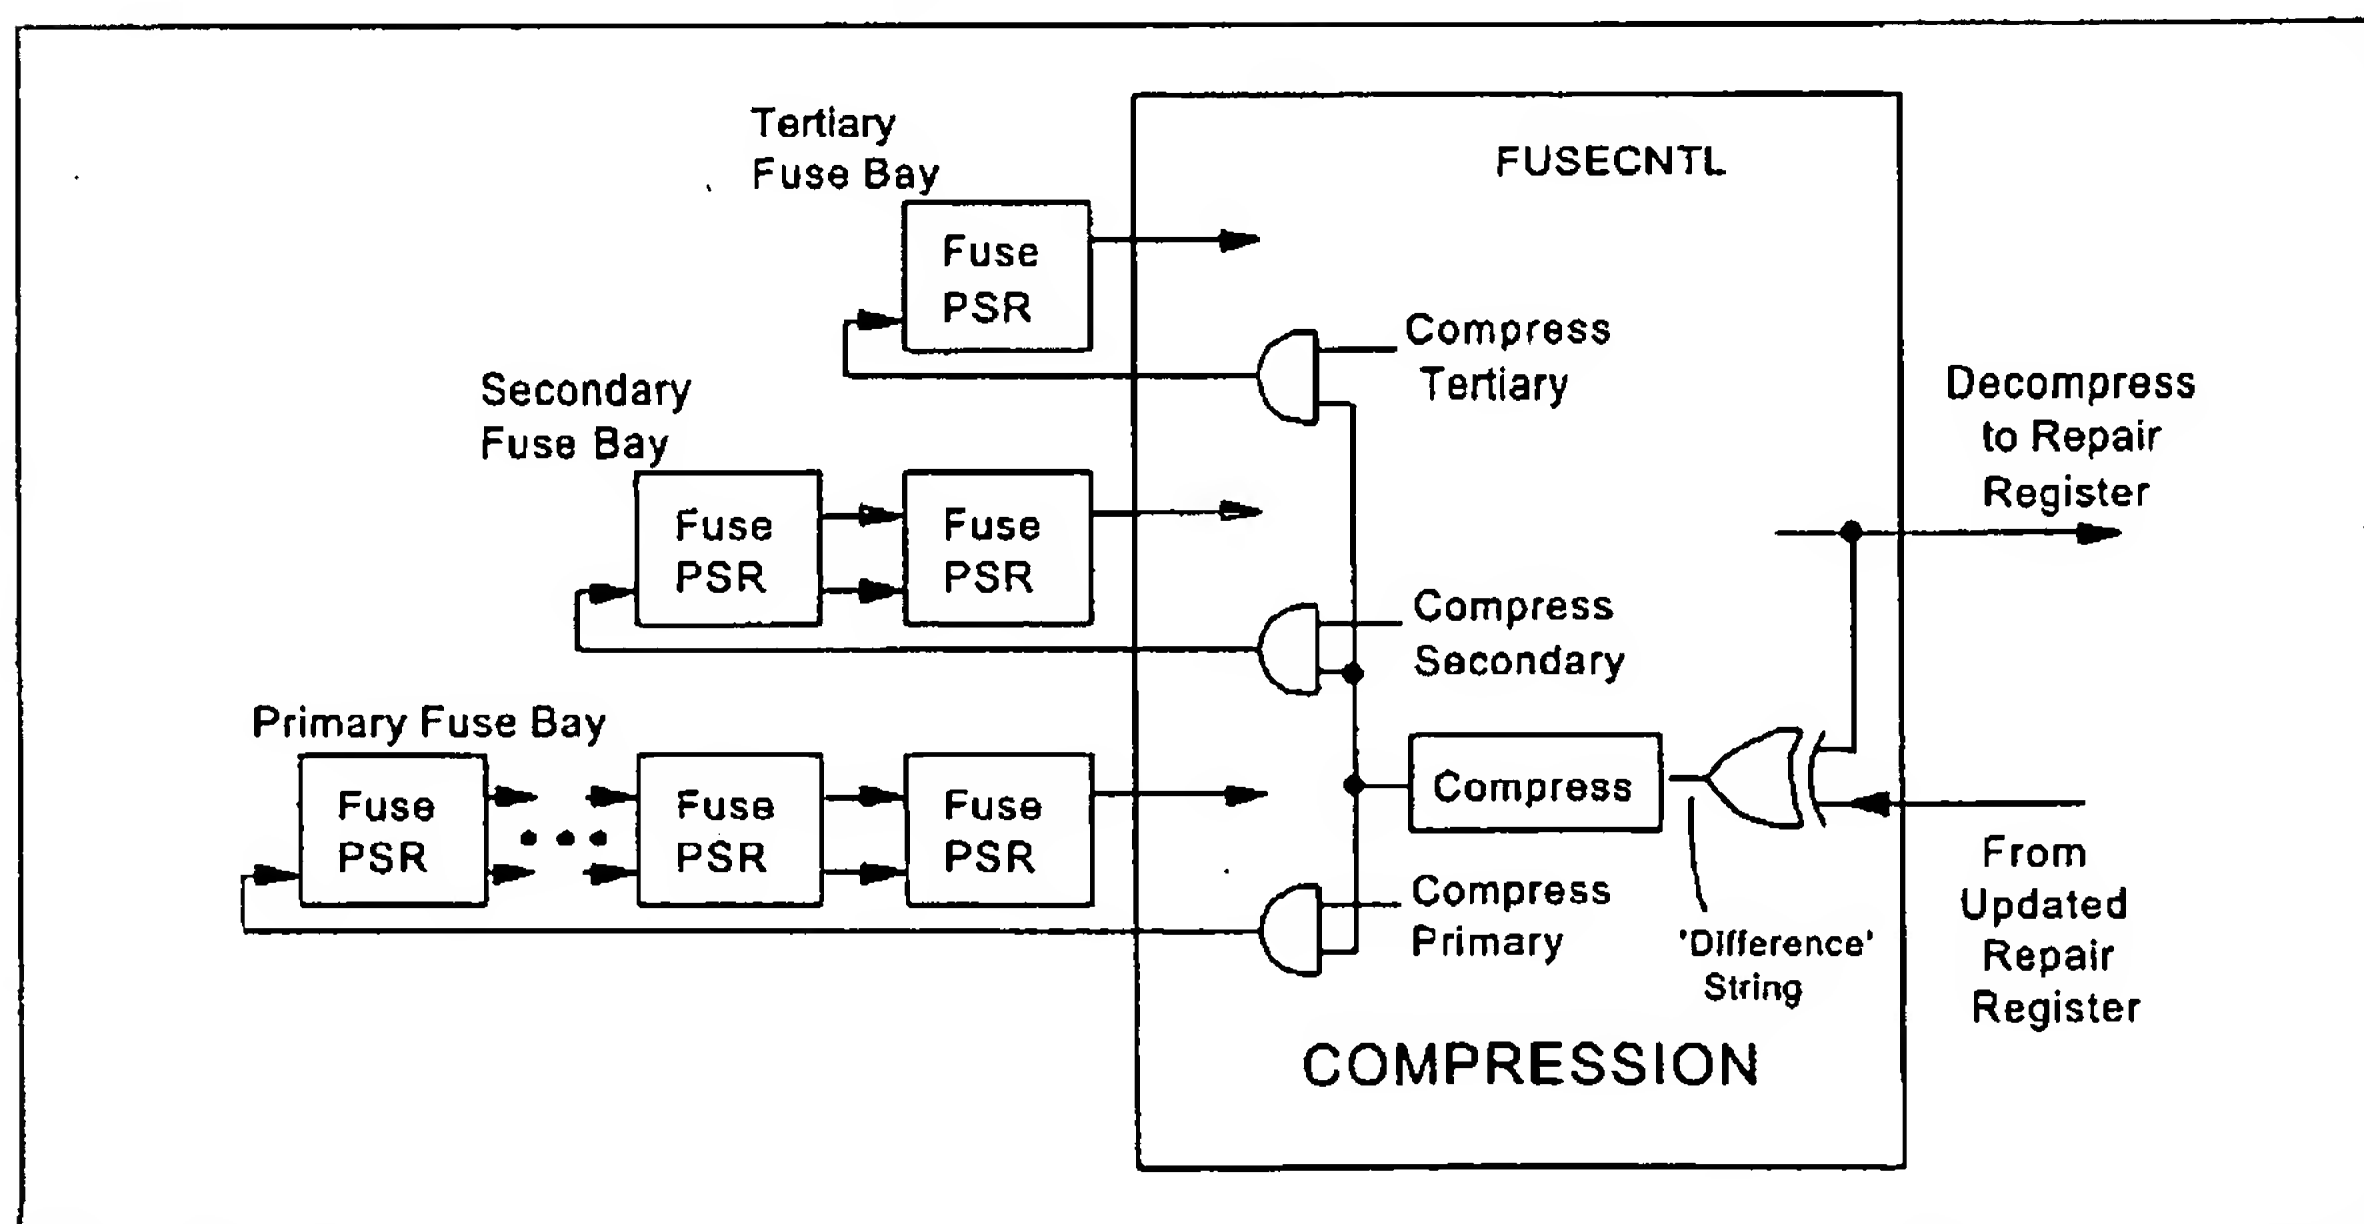 Tertiary
Fuse Bay
FUSECNTL
Fuse
PSR
Compress
Tertiary
Secondary
Fuse Bay
Decompress
to Repair
Register
Fuse
PSR
Fuse
PSR
Compress
Secondary
Primary Fuse Bay
Fuse
PSR
Fuse
PSR
Fuse
PSR
Compress
Compress
Primary
'Difference'
String
From
Updated
Repair
Register
COMPRESSION